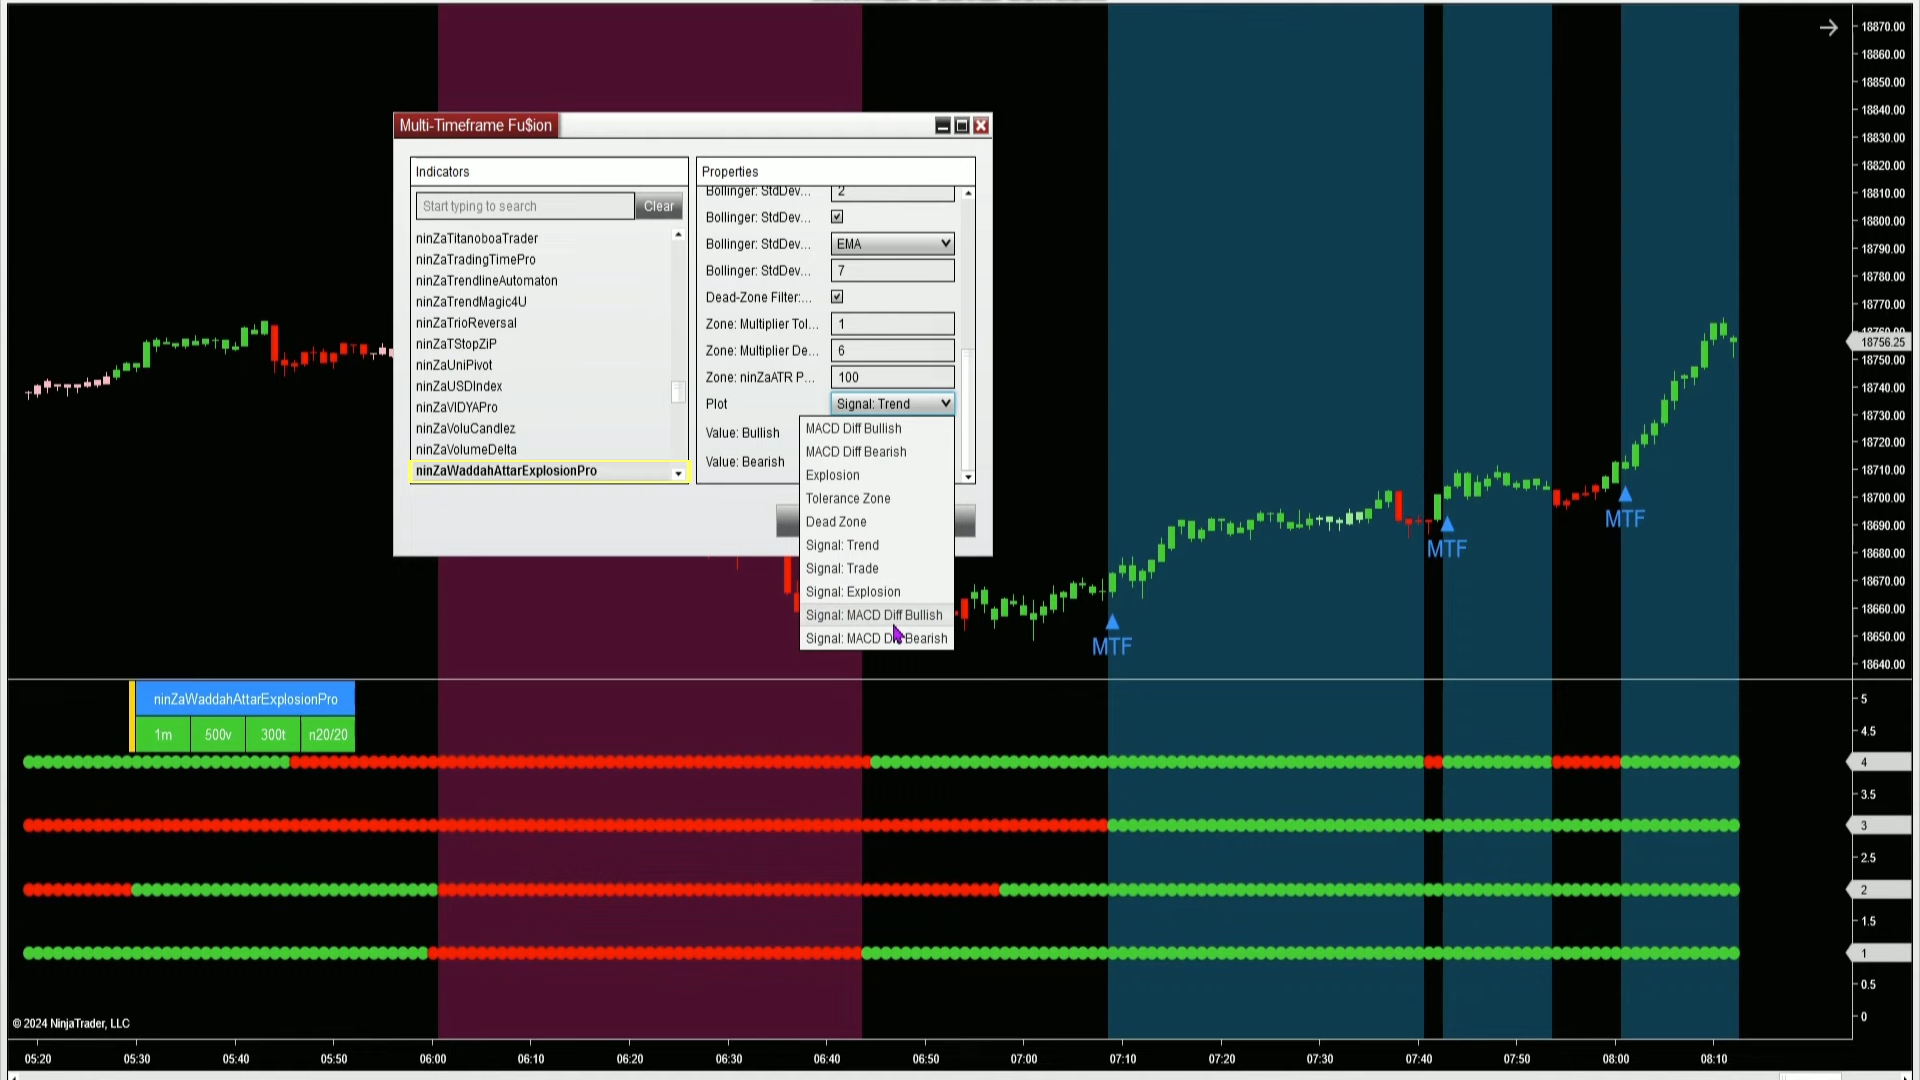 Multi-Timeframe Fu$ion
Indicators
Start typing to search
Clear
ninZaTitanoboaTrader
ninZaTradingTimePro
ninZaTrendlineAutomaton
ninZaTrendMagic4U
ninZaTrioReversal
ninZaTStopZiP
ninZaUniPivot
ninZaUSDIndex
ninZaVIDYAPro
ninZaVoluCandlez
ninZaVolumeDelta
ninZaWaddahAttarExplosionPro
Properties
Bollinger: StdDev... 2
Bollinger: StdDev...
Bollinger: StdDev... EMA
Bollinger: StdDev... 7
Dead-Zone Filter:...
Zone: Multiplier Tol... 1
Zone: Multiplier De... 6
Zone: ninZaATR P... 100
Plot Signal: Trend
Value: Bullish
Value: Bearish
MACD Diff Bullish
MACD Diff Bearish
Explosion
Tolerance Zone
Dead Zone
Signal: Trend
Signal: Trade
Signal: Explosion
Signal: MACD Diff Bullish
Signal: MACD Bearish
MTF
MTF
MTF
18870.00
18860.00
18850.00
18840.00
18830.00
18820.00
18810.00
18800.00
18790.00
18780.00
18770.00
18756.25
18750.00
18740.00
18730.00
18720.00
18710.00
18700.00
18690.00
18680.00
18670.00
18660.00
18650.00
18640.00
ninZaWaddahAttarExplosionPro
1m 500v 300t n20/20
5
4.5
4
3.5
3
2.5
2
1.5
1
0.5
0
© 2024 NinjaTrader, LLC
05:20 05:30 05:40 05:50 06:00 06:10 06:20 06:30 06:40 06:50 07:00 07:10 07:20 07:30 07:40 07:50 08:00 08:10